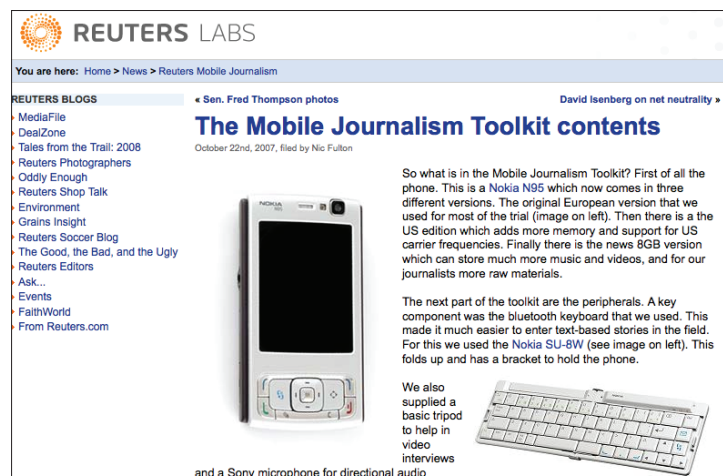 REUTERS LABS
You are here: Home > News > Reuters Mobile Journalism
REUTERS BLOGS
MediaFile
DealZone
Tales from the Trail: 2008
Reuters Photographers
Oddly Enough
Reuters Shop Talk
Environment
Grains Insight
Reuters Soccer Blog
The Good, the Bad, and the Ugly
Reuters Editors
Ask...
Events
FaithWorld
From Reuters.com
« Sen. Fred Thompson photos
David Isenberg on net neutrality »
The Mobile Journalism Toolkit contents
October 22nd, 2007, filed by Nic Fulton
NOKIA
So what is in the Mobile Journalism Toolkit? First of all the
phone. This is a Nokia N95 which now comes in three
different versions. The original European version that we
used for most of the trial (image on left). Then there is a the
US edition which adds more memory and support for US
carrier frequencies. Finally there is the news 8GB version
which can store much more music and videos, and for our
journalists more raw materials.
The next part of the toolkit are the peripherals. A key
component was the bluetooth keyboard that we used. This
made it much easier to enter text-based stories in the field.
For this we used the Nokia SU-8W (see image on left). This
folds up and has a bracket to hold the phone.
We also
supplied a
basic tripod
to help in
video
interviews
and a Sony microphone for directional audio